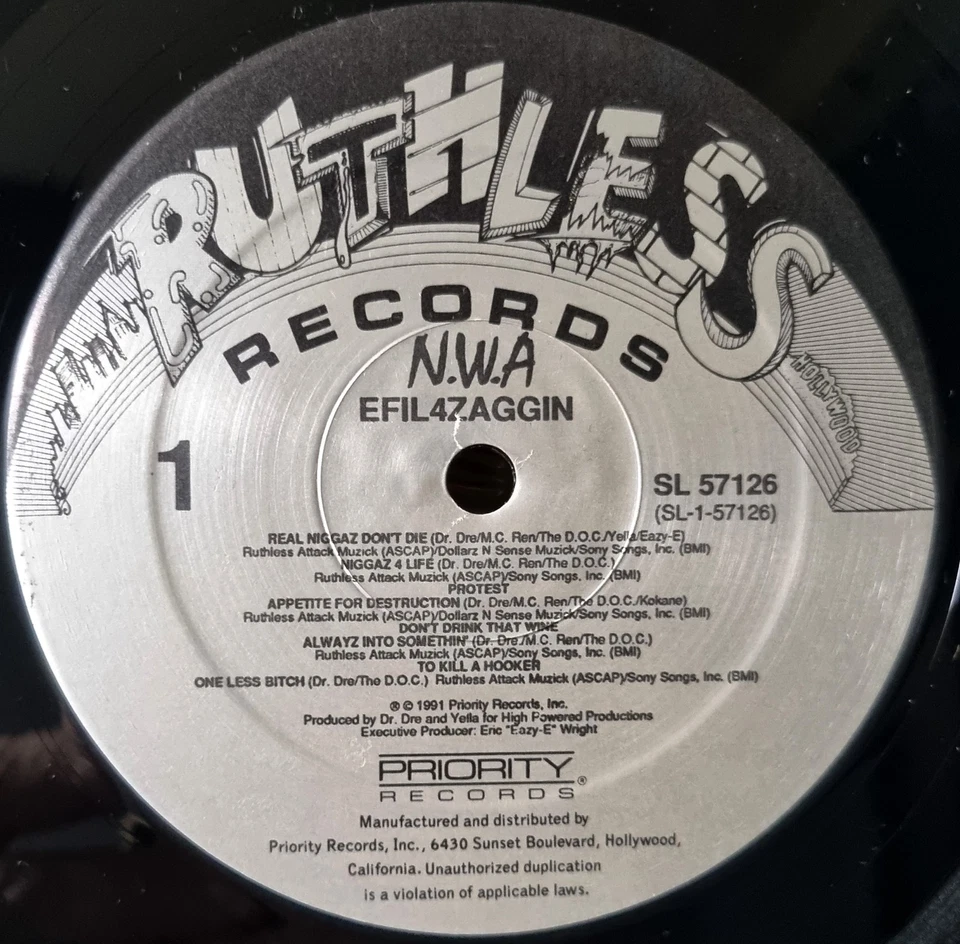 RUTHLESS
RECORDS
HOLLYWOOD
N.W.A
EFIL4ZAGGIN
1
SL 57126
(SL-1-57126)
REAL NIGGAZ DON'T DIE (Dr. Dre/M.C. Ren/The D.O.C./Yella/Eazy-E)
Ruthless Attack Muzick (ASCAP)/Dollarz N Sense Muzick/Sony Songs, Inc. (BMI)
NIGGAZ 4 LIFE (Dr. Dre/M.C. Ren/The D.O.C.)
Ruthless Attack Muzick (ASCAP)/Sony Songs, Inc. (BMI)
PROTEST
APPETITE FOR DESTRUCTION (Dr. Dre/M.C. Ren/The D.O.C./Kokane)
Ruthless Attack Muzick (ASCAP)/Dollarz N Sense Muzick/Sony Songs, Inc. (BMI)
DON'T DRINK THAT WINE
ALWAYZ INTO SOMETHIN' (Dr. Dre./M.C. Ren/The D.O.C.)
Ruthless Attack Muzick (ASCAP)/Sony Songs, Inc. (BMI)
TO KILL A HOOKER
ONE LESS BITCH (Dr. Dre/The D.O.C.) Ruthless Attack Muzick (ASCAP)/Sony Songs, Inc. (BMI)
℗ © 1991 Priority Records, Inc.
Produced by Dr. Dre and Yella for High Powered Productions
Executive Producer: Eric "Eazy-E" Wright
PRIORITY®
RECORDS
Manufactured and distributed by
Priority Records, Inc., 6430 Sunset Boulevard, Hollywood,
California. Unauthorized duplication
is a violation of applicable laws.